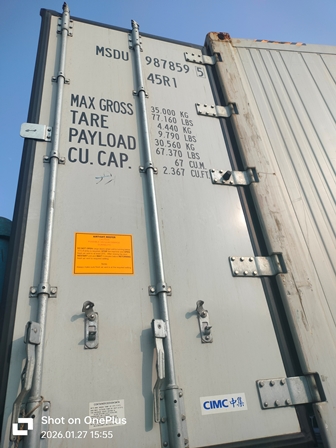 MSDU 987859 5
45R1
MAX GROSS 35.000 KG
77.160 LBS
TARE 4.440 KG
9.790 LBS
PAYLOAD 30.560 KG
67.370 LBS
CU. CAP. 67 CU.M.
2.367 CU.FT
CIMC 中集
Shot on OnePlus
2026.01.27 15:55